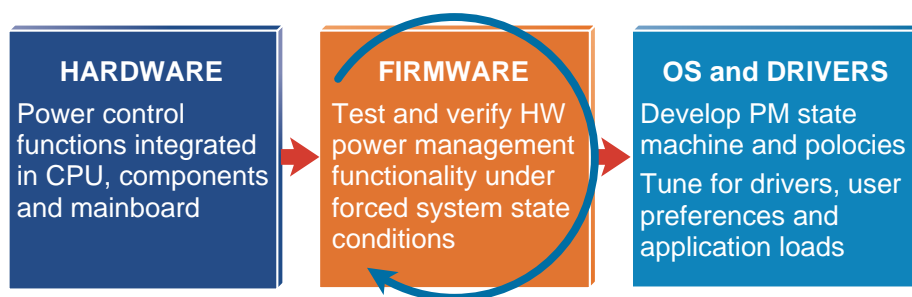 HARDWARE
Power control
functions integrated
in CPU, components
and mainboard
FIRMWARE
Test and verify HW
power management
functionality under
forced system state
conditions
OS and DRIVERS
Develop PM state
machine and polocies
Tune for drivers, user
preferences and
application loads